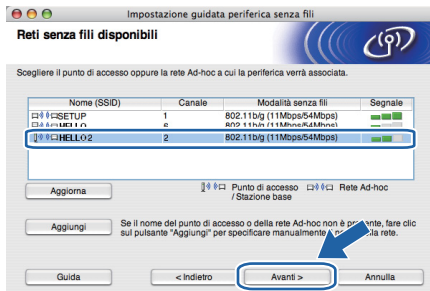 Impostazione guidata periferica senza fili
Reti senza fili disponibili
Scegliere il punto di accesso oppure la rete Ad-hoc a cui la periferica verrà associata.
Nome (SSID) Canale Modalità senza fili Segnale
SETUP 1 802.11b/g (11Mbps/54Mbps)
HELLO 6 802.11b/g (11Mbps/54Mbps)
HELLO2 2 802.11b/g (11Mbps/54Mbps)
Aggiorna
Punto di accesso / Stazione base
Rete Ad-hoc
Aggiungi
Se il nome del punto di accesso o della rete Ad-hoc non è presente, fare clic
sul pulsante "Aggiungi" per specificare manualmente il della rete.
Guida < Indietro Avanti > Annulla